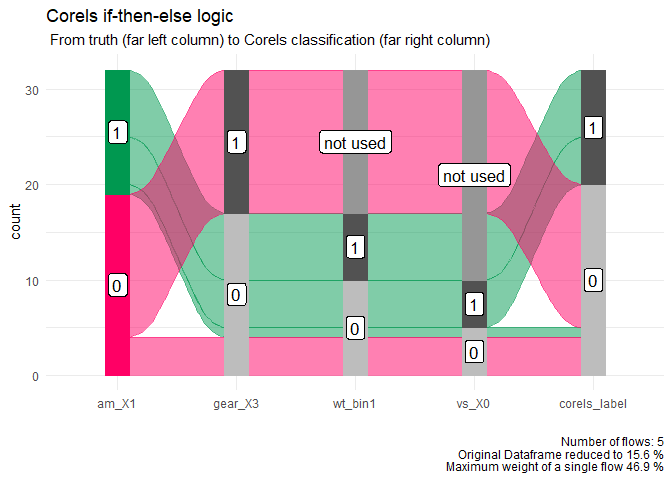 Corels if-then-else logic
From truth (far left column) to Corels classification (far right column)
count
30
20
10
0
1
0
1
0
not used
1
0
not used
1
0
1
0
am_X1
gear_X3
wt_bin1
vs_X0
corels_label
Number of flows: 5
Original Dataframe reduced to 15.6 %
Maximum weight of a single flow 46.9 %